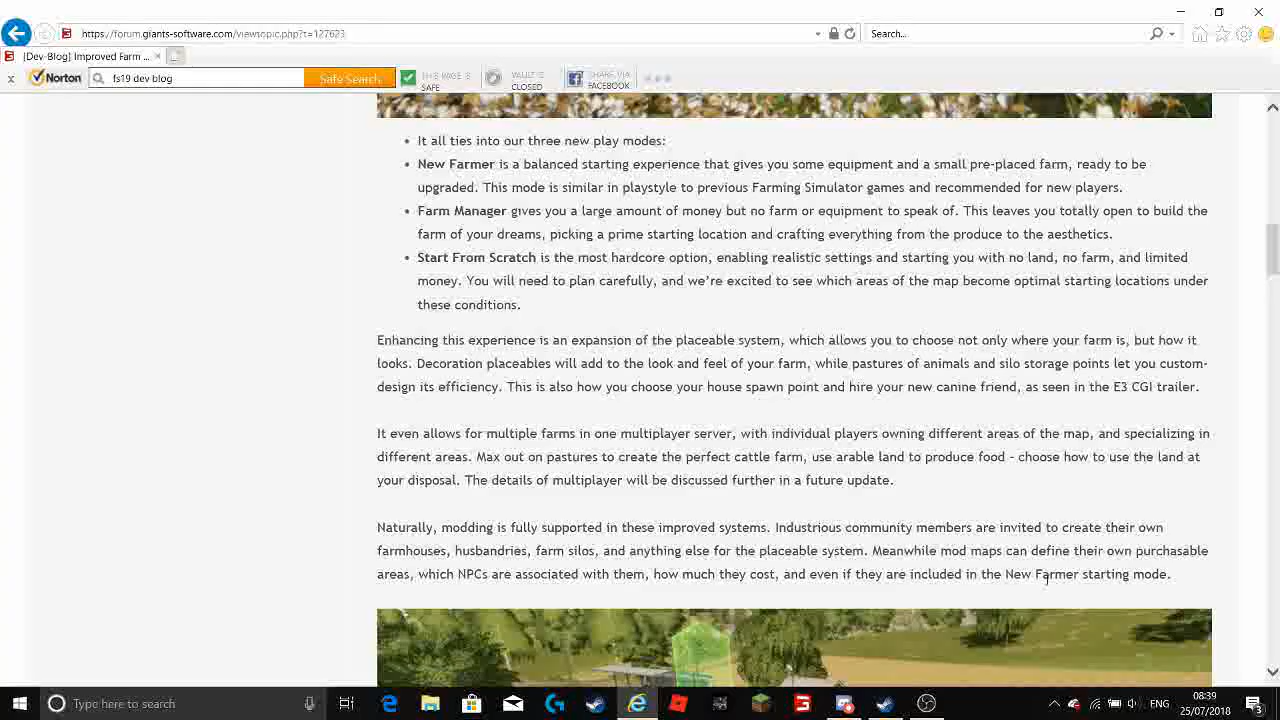 https://forum.giants-software.com/viewtopic.php?t=127623
Search...
[Dev-Blog] Improved Farm ...
x
Norton
fs19 dev blog
Safe Search
THIS PAGE IS
SAFE
VAULT IS
CLOSED
SHARE VIA
FACEBOOK
• It all ties into our three new play modes:
• New Farmer is a balanced starting experience that gives you some equipment and a small pre-placed farm, ready to be
upgraded. This mode is similar in playstyle to previous Farming Simulator games and recommended for new players.
• Farm Manager gives you a large amount of money but no farm or equipment to speak of. This leaves you totally open to build the
farm of your dreams, picking a prime starting location and crafting everything from the produce to the aesthetics.
• Start From Scratch is the most hardcore option, enabling realistic settings and starting you with no land, no farm, and limited
money. You will need to plan carefully, and we're excited to see which areas of the map become optimal starting locations under
these conditions.
Enhancing this experience is an expansion of the placeable system, which allows you to choose not only where your farm is, but how it
looks. Decoration placeables will add to the look and feel of your farm, while pastures of animals and silo storage points let you custom-
design its efficiency. This is also how you choose your house spawn point and hire your new canine friend, as seen in the E3 CGI trailer.
It even allows for multiple farms in one multiplayer server, with individual players owning different areas of the map, and specializing in
different areas. Max out on pastures to create the perfect cattle farm, use arable land to produce food - choose how to use the land at
your disposal. The details of multiplayer will be discussed further in a future update.
Naturally, modding is fully supported in these improved systems. Industrious community members are invited to create their own
farmhouses, husbandries, farm silos, and anything else for the placeable system. Meanwhile mod maps can define their own purchasable
areas, which NPCs are associated with them, how much they cost, and even if they are included in the New Farmer starting mode.
Type here to search
ENG
08:39
25/07/2018
3